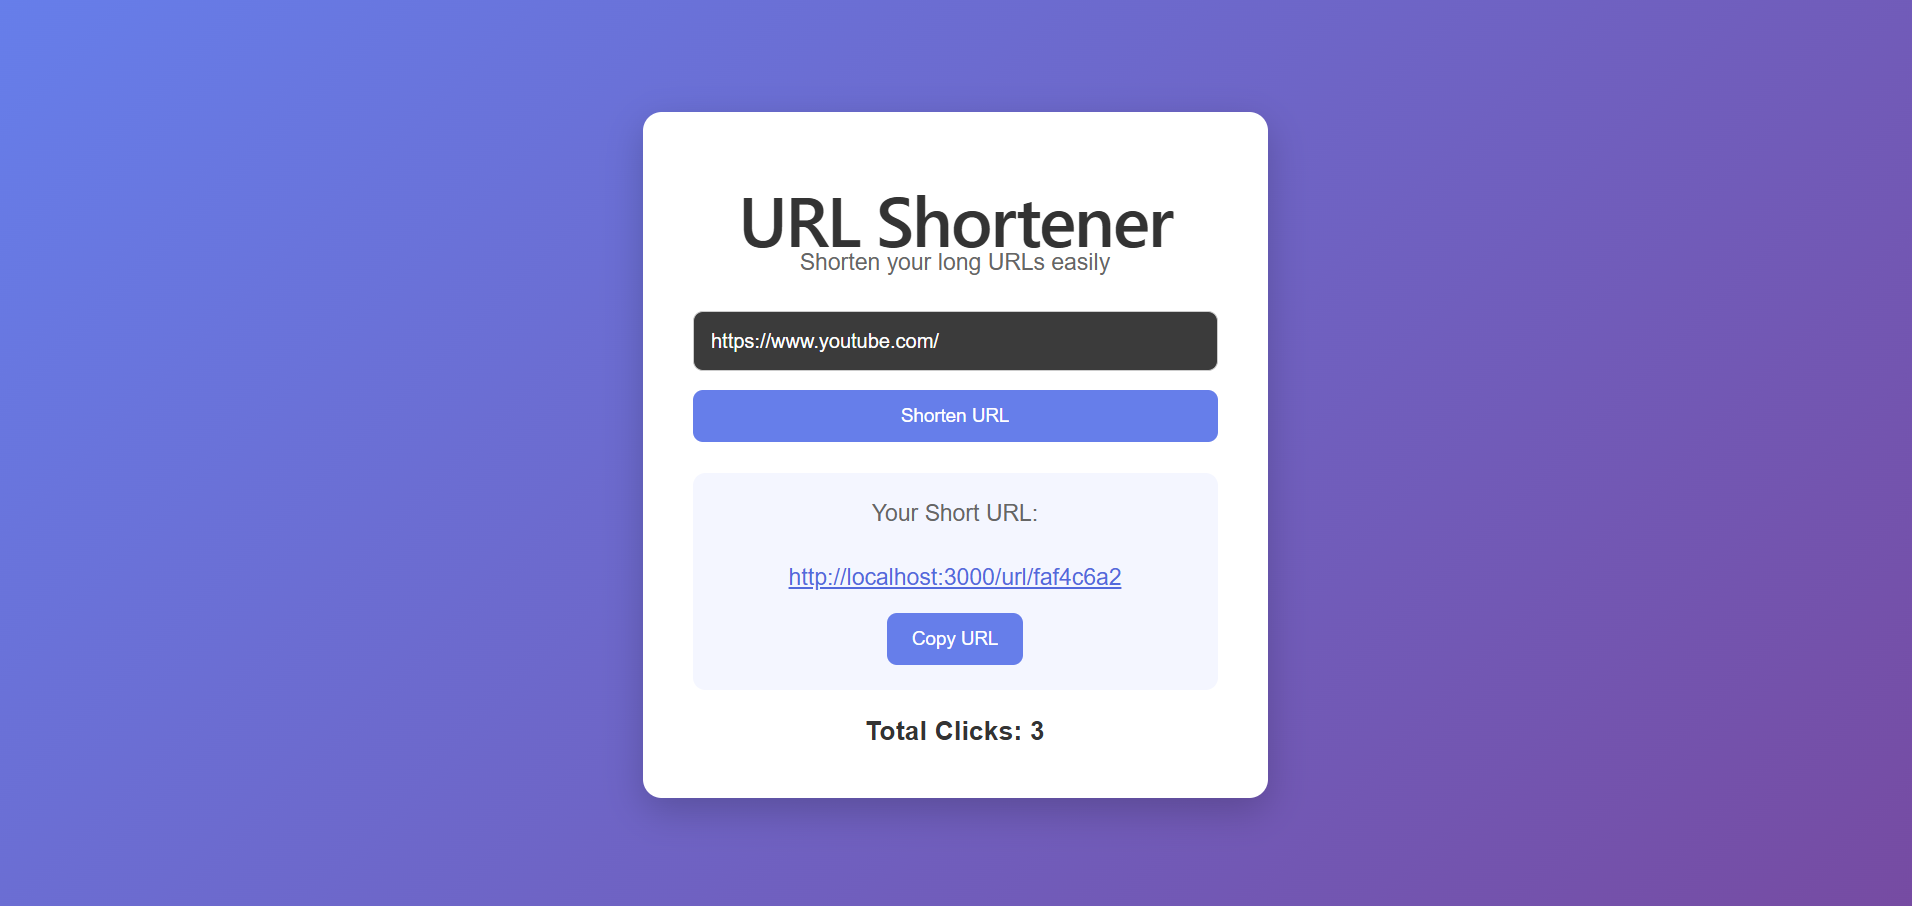 URL Shortener
Shorten your long URLs easily
https://www.youtube.com/
Shorten URL
Your Short URL:
http://localhost:3000/url/faf4c6a2
Copy URL
Total Clicks: 3